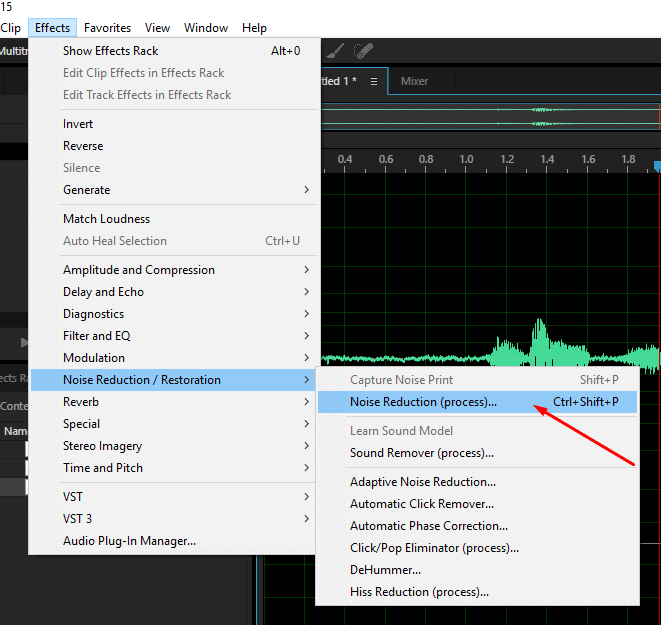 15
Clip Effects Favorites View Window Help
Multitr
Show Effects Rack Alt+0
Edit Clip Effects in Effects Rack
Edit Track Effects in Effects Rack
tled 1 * Mixer
Invert
Reverse
Silence
Generate
0.4 0.6 0.8 1.0 1.2 1.4 1.6 1.8
Match Loudness
Auto Heal Selection Ctrl+U
Amplitude and Compression
Delay and Echo
Diagnostics
Filter and EQ
Modulation
Noise Reduction / Restoration
Reverb
Special
Stereo Imagery
Time and Pitch
VST
VST 3
Audio Plug-In Manager...
ects Ra
Conte
Nam
Capture Noise Print Shift+P
Noise Reduction (process)... Ctrl+Shift+P
Learn Sound Model
Sound Remover (process)...
Adaptive Noise Reduction...
Automatic Click Remover...
Automatic Phase Correction...
Click/Pop Eliminator (process)...
DeHummer...
Hiss Reduction (process)...